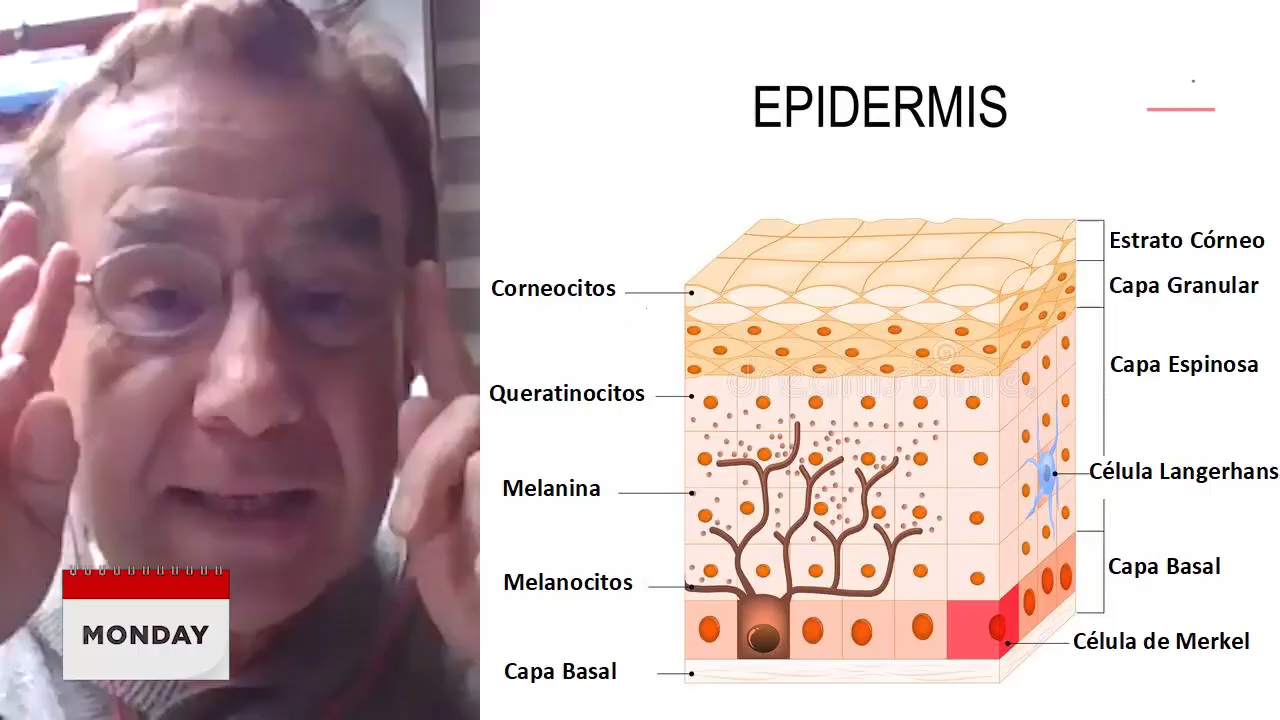 EPIDERMIS
Estrato Córneo
Corneocitos
Capa Granular
Capa Espinosa
dreamstime
Queratinocitos
Célula Langerhans
Melanina
Capa Basal
Melanocitos
MONDAY
Célula de Merkel
Capa Basal